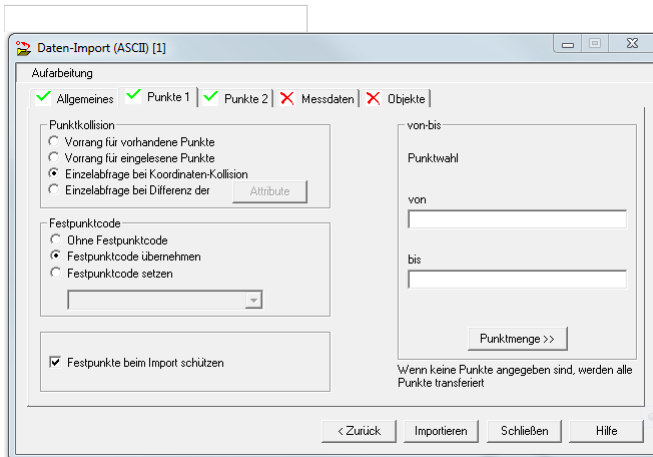 Daten-Import (ASCII) [1]
Aufarbeitung
Allgemeines Punkte 1 Punkte 2 Messdaten Objekte
Punktkollision
Vorrang für vorhandene Punkte
Vorrang für eingelesene Punkte
Einzelabfrage bei Koordinaten-Kollision
Einzelabfrage bei Differenz der Attribute
Festpunktcode
Ohne Festpunktcode
Festpunktcode übernehmen
Festpunktcode setzen
Festpunkte beim Import schützen
von-bis
Punktwahl
von
bis
Punktmenge >>
Wenn keine Punkte angegeben sind, werden alle
Punkte transferiert
< Zurück Importieren Schließen Hilfe